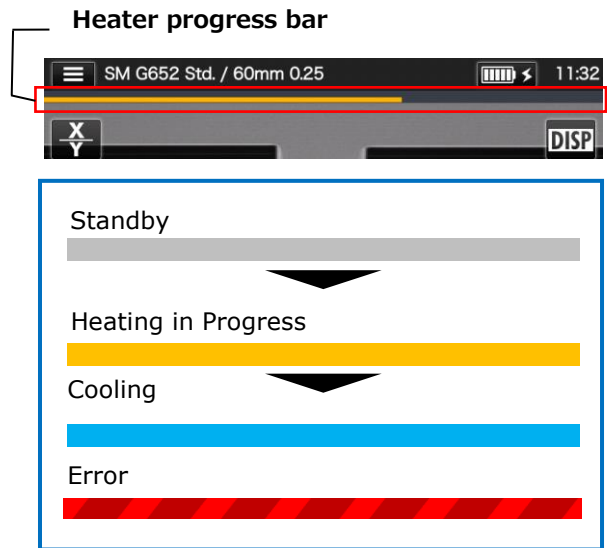 Heater progress bar
SM G652 Std. / 60mm 0.25 11:32
X
Y
DISP
Standby
Heating in Progress
Cooling
Error